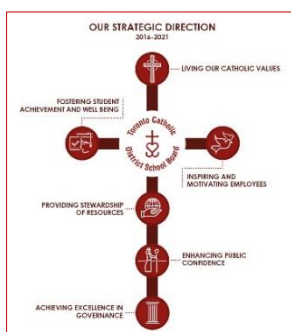 OUR STRATEGIC DIRECTION
2016-2021
LIVING OUR CATHOLIC VALUES
FOSTERING STUDENT
ACHIEVEMENT AND WELL BEING
Toronto Catholic
District School Board
INSPIRING AND
MOTIVATING EMPLOYEES
PROVIDING STEWARDSHIP
OF RESOURCES
ENHANCING PUBLIC
CONFIDENCE
ACHIEVING EXCELLENCE IN
GOVERNANCE